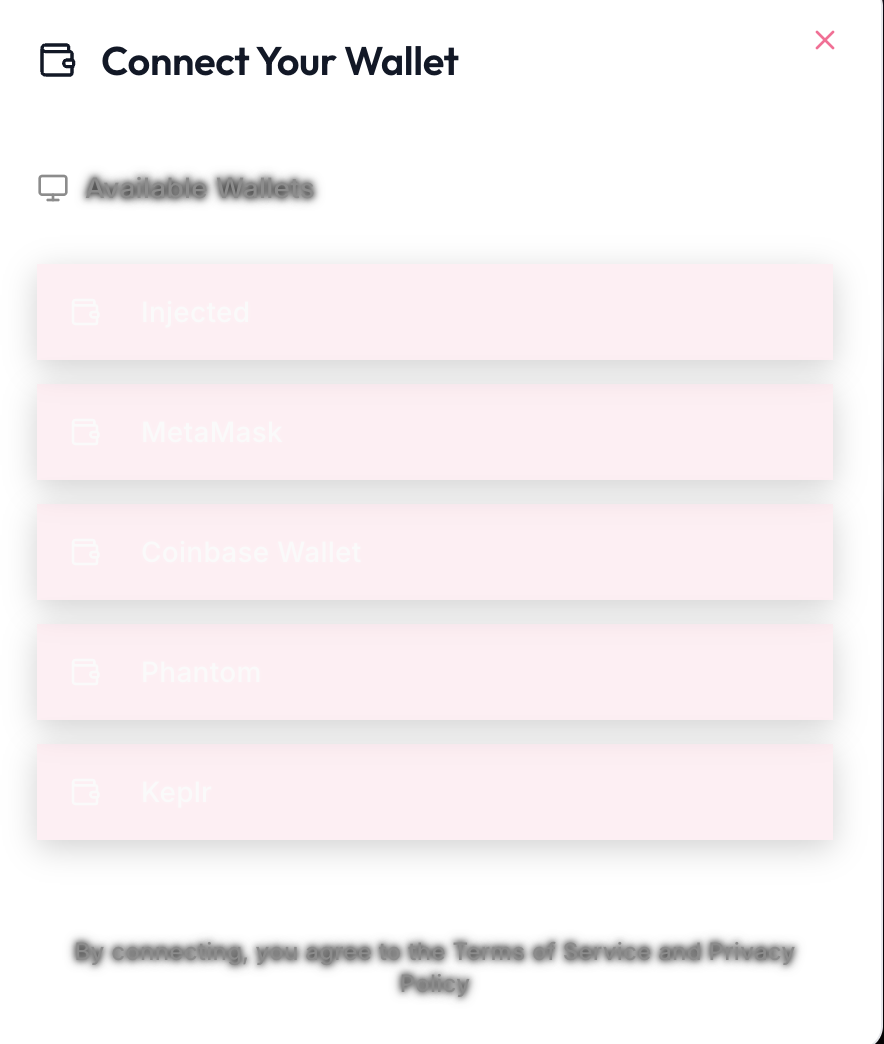 Connect Your Wallet
Available Wallets
Injected
MetaMask
Coinbase Wallet
Phantom
Keplr
By connecting, you agree to the Terms of Service and Privacy
Policy